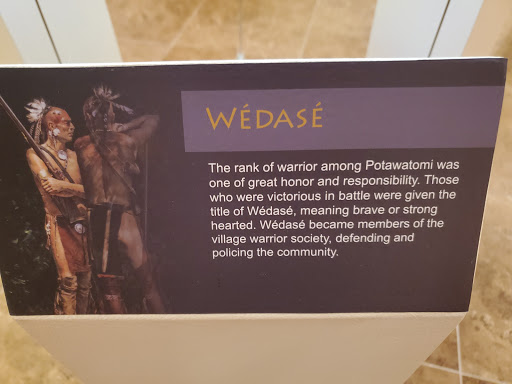 WÉDASÉ
The rank of warrior among Potawatomi was
one of great honor and responsibility. Those
who were victorious in battle were given the
title of Wédasé, meaning brave or strong
hearted. Wédasé became members of the
village warrior society, defending and
policing the community.